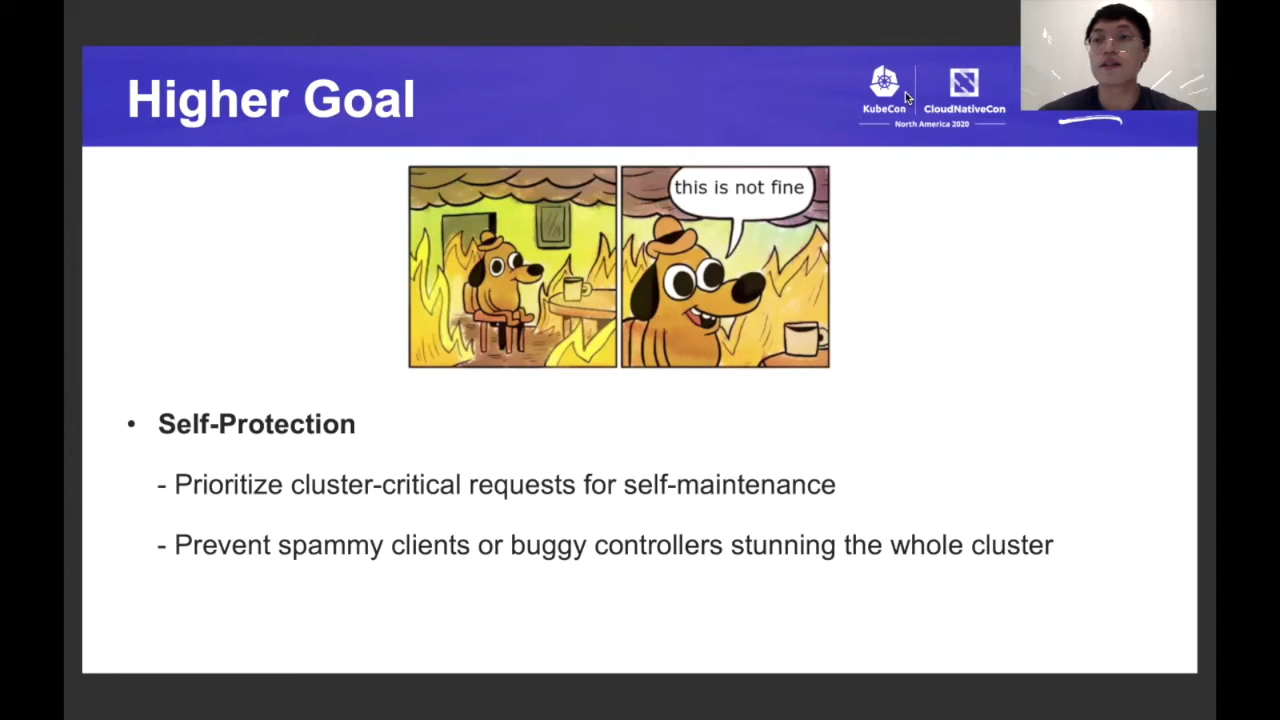 Higher Goal
KubeCon
CloudNativeCon
North America 2020
this is not fine
• Self-Protection
- Prioritize cluster-critical requests for self-maintenance
- Prevent spammy clients or buggy controllers stunning the whole cluster